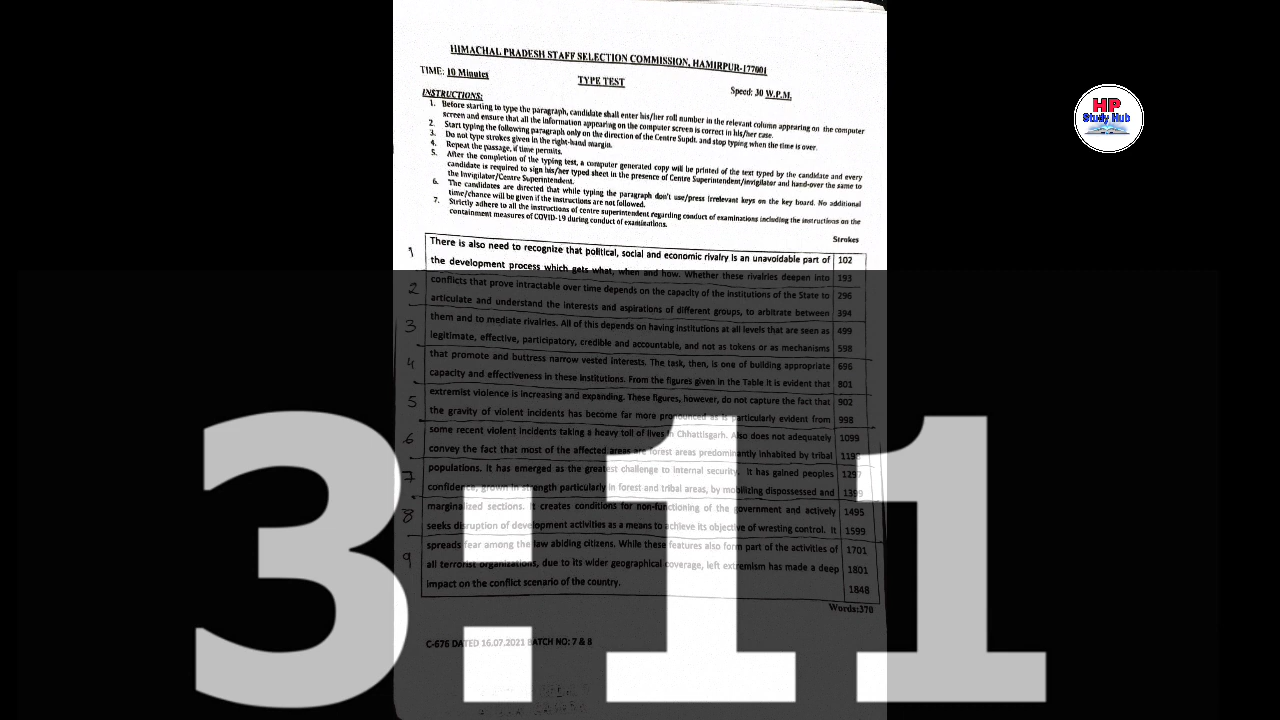 HIMACHAL PRADESH STAFF SELECTION COMMISSION, HAMIRPUR-177001
TIME: 10 Minutes
TYPE TEST
Speed: 30 W.P.M.
HP
Study Hub
INSTRUCTIONS:
1. Before starting to type the paragraph, candidate shall enter his/her roll number in the relevant column appearing on the computer
screen and ensure that all the information appearing on the computer screen is correct in his/her case.
2. Start typing the following paragraph only on the direction of the Centre Supdt. and stop typing when the time is over.
3. Do not type strokes given in the right-hand margin.
4. Repeat the passage, if time permits.
5. After the completion of the typing test, a computer generated copy will be printed of the text typed by the candidate and every
candidate is required to sign his/her typed sheet in the presence of Centre Superintendent/invigilator and hand-over the same to
the Invigilator/Centre Superintendent.
6. The candidates are directed that while typing the paragraph don't use/press irrelevant keys on the key board. No additional
time/chance will be given if the instructions are not followed.
7. Strictly adhere to all the instructions of centre superintendent regarding conduct of examinations including the instructions on the
containment measures of COVID-19 during conduct of examinations.
Strokes
1 There is also need to recognize that political, social and economic rivalry is an unavoidable part of 102
the development process which gets what, when and how. Whether these rivalries deepen into 193
2 conflicts that prove intractable over time depends on the capacity of the institutions of the State to 296
articulate and understand the interests and aspirations of different groups, to arbitrate between 394
3 them and to mediate rivalries. All of this depends on having institutions at all levels that are seen as 499
legitimate, effective, participatory, credible and accountable, and not as tokens or as mechanisms 598
4 that promote and buttress narrow vested interests. The task, then, is one of building appropriate 696
capacity and effectiveness in these institutions. From the figures given in the Table it is evident that 801
5 extremist violence is increasing and expanding. These figures, however, do not capture the fact that 902
the gravity of violent incidents has become far more pronounced as is particularly evident from 998
6 some recent violent incidents taking a heavy toll of lives in Chhattisgarh. Also does not adequately 1099
convey the fact that most of the affected areas are forest areas predominantly inhabited by tribal 1198
7 populations. It has emerged as the greatest challenge to internal security. It has gained peoples 1297
confidence, grown in strength particularly in forest and tribal areas, by mobilizing dispossessed and 1399
8 marginalized sections. It creates conditions for non-functioning of the government and actively 1495
seeks disruption of development activities as a means to achieve its objective of wresting control. It 1599
9 spreads fear among the law abiding citizens. While these features also form part of the activities of 1701
all terrorist organizations, due to its wider geographical coverage, left extremism has made a deep 1801
impact on the conflict scenario of the country. 1848
Words:370
C-676 DATED 16.07.2021 BATCH NO: 7 & 8
3:11